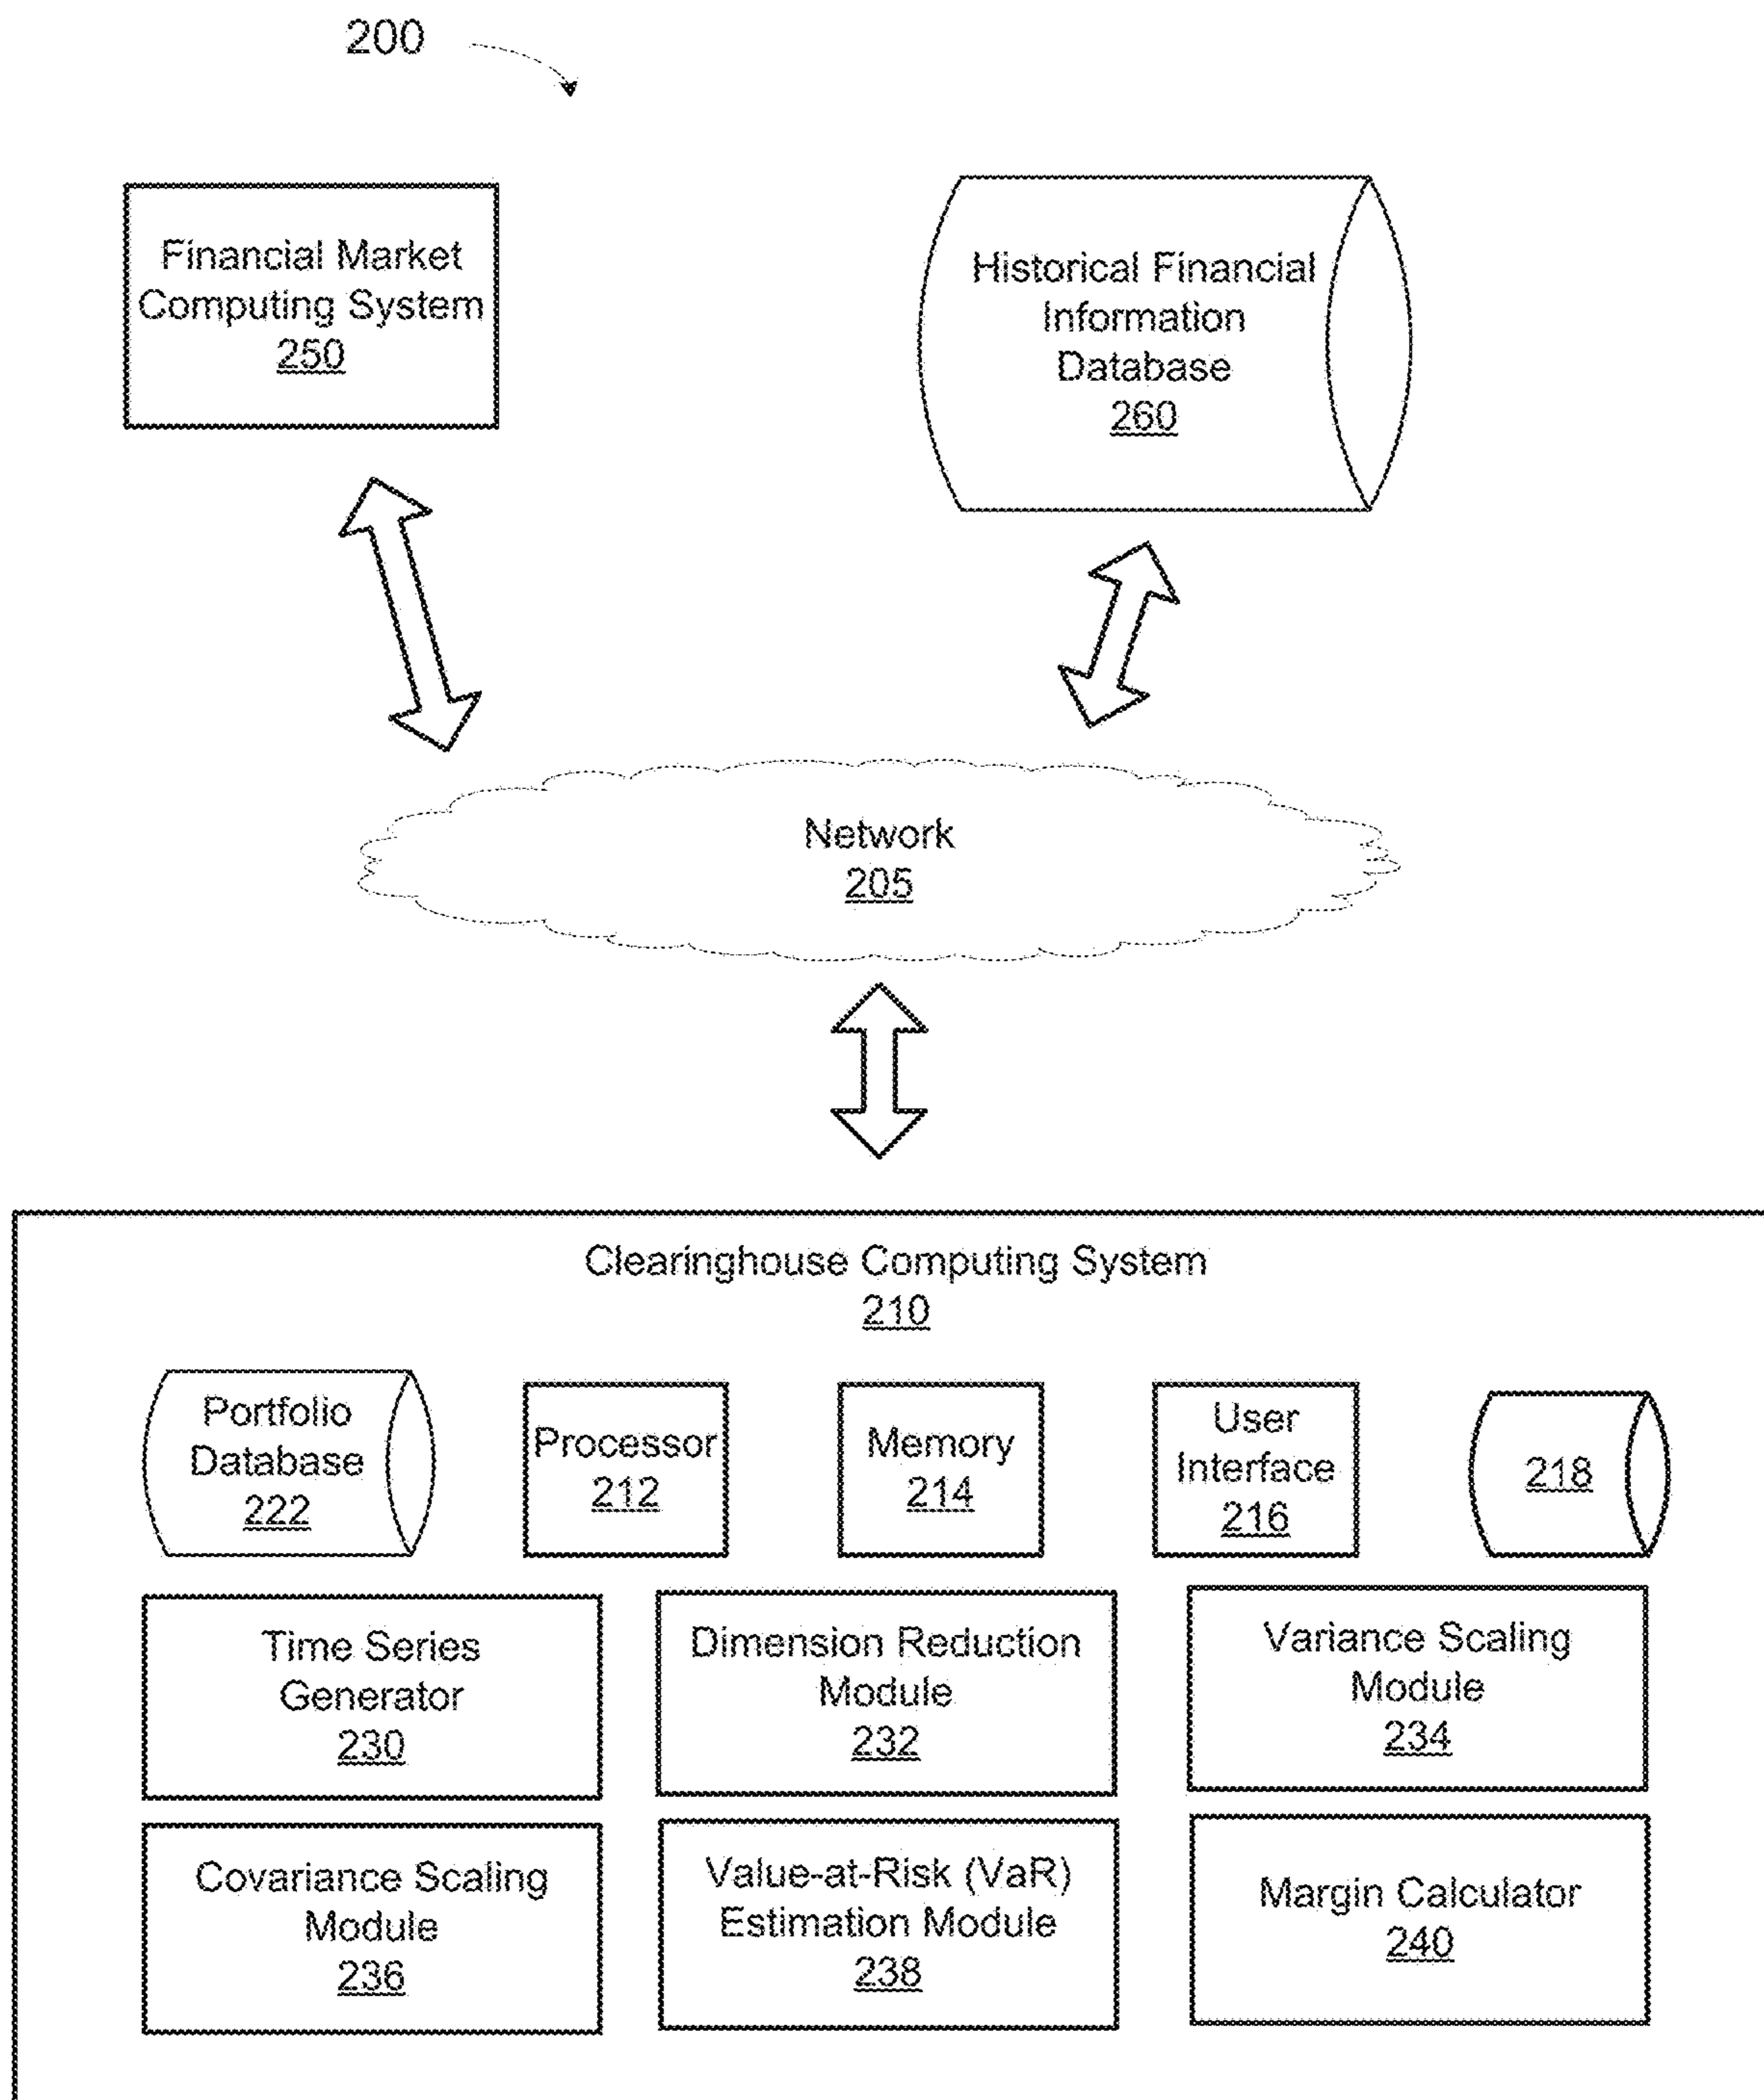 200
Financial Market
Computing System
250
Historical Financial
Information
Database
260
Network
205
Clearinghouse Computing System
210
Portfolio
Database
222
Processor
212
Memory
214
User
Interface
216
218
Time Series
Generator
230
Dimension Reduction
Module
232
Variance Scaling
Module
234
Covariance Scaling
Module
236
Value-at-Risk (VaR)
Estimation Module
238
Margin Calculator
240